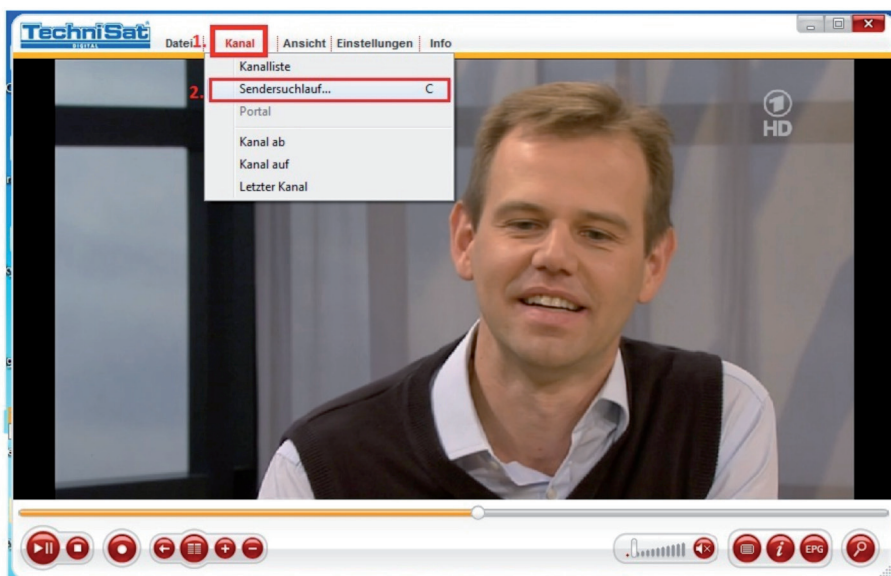 TechniSat
DIGITAL
Datei 1. Kanal Ansicht Einstellungen Info
Kanalliste
2. Sendersuchlauf... C
Portal
Kanal ab
Kanal auf
Letzter Kanal
1
HD
i EPG